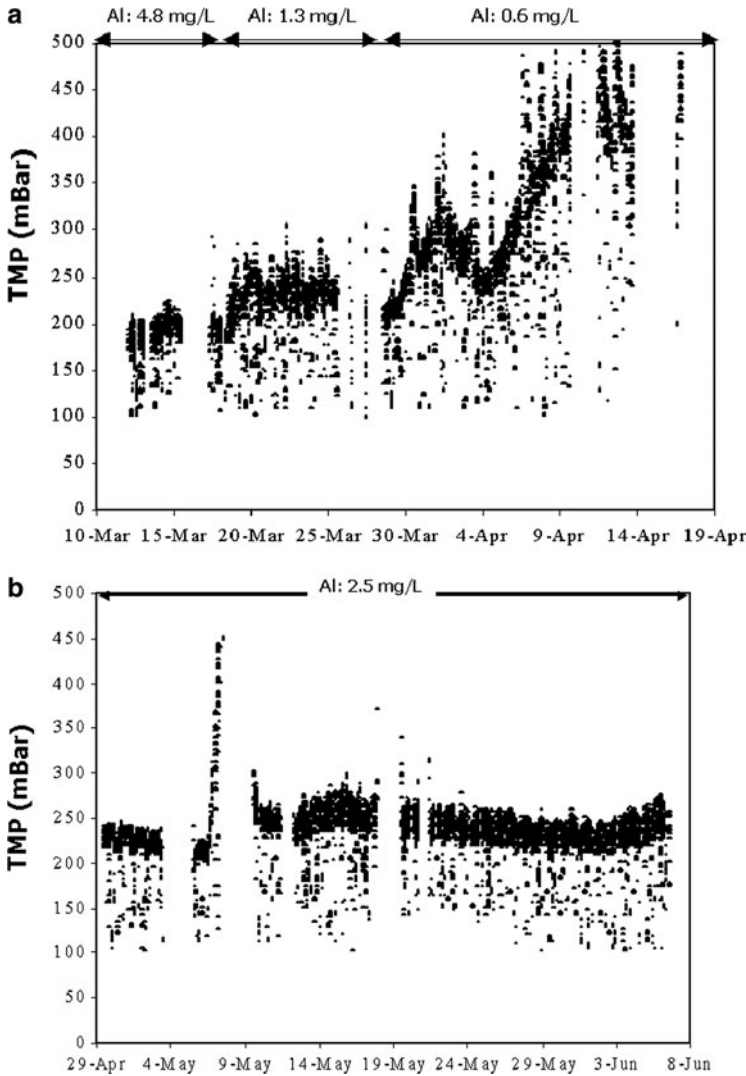 a
Al: 4.8 mg/L Al: 1.3 mg/L Al: 0.6 mg/L
500
450
400
350
300
250
200
150
100
50
0
TMP (mBar)
10-Mar 15-Mar 20-Mar 25-Mar 30-Mar 4-Apr 9-Apr 14-Apr 19-Apr
b
Al: 2.5 mg/L
500
450
400
350
300
250
200
150
100
50
0
TMP (mBar)
29-Apr 4-May 9-May 14-May 19-May 24-May 29-May 3-Jun 8-Jun